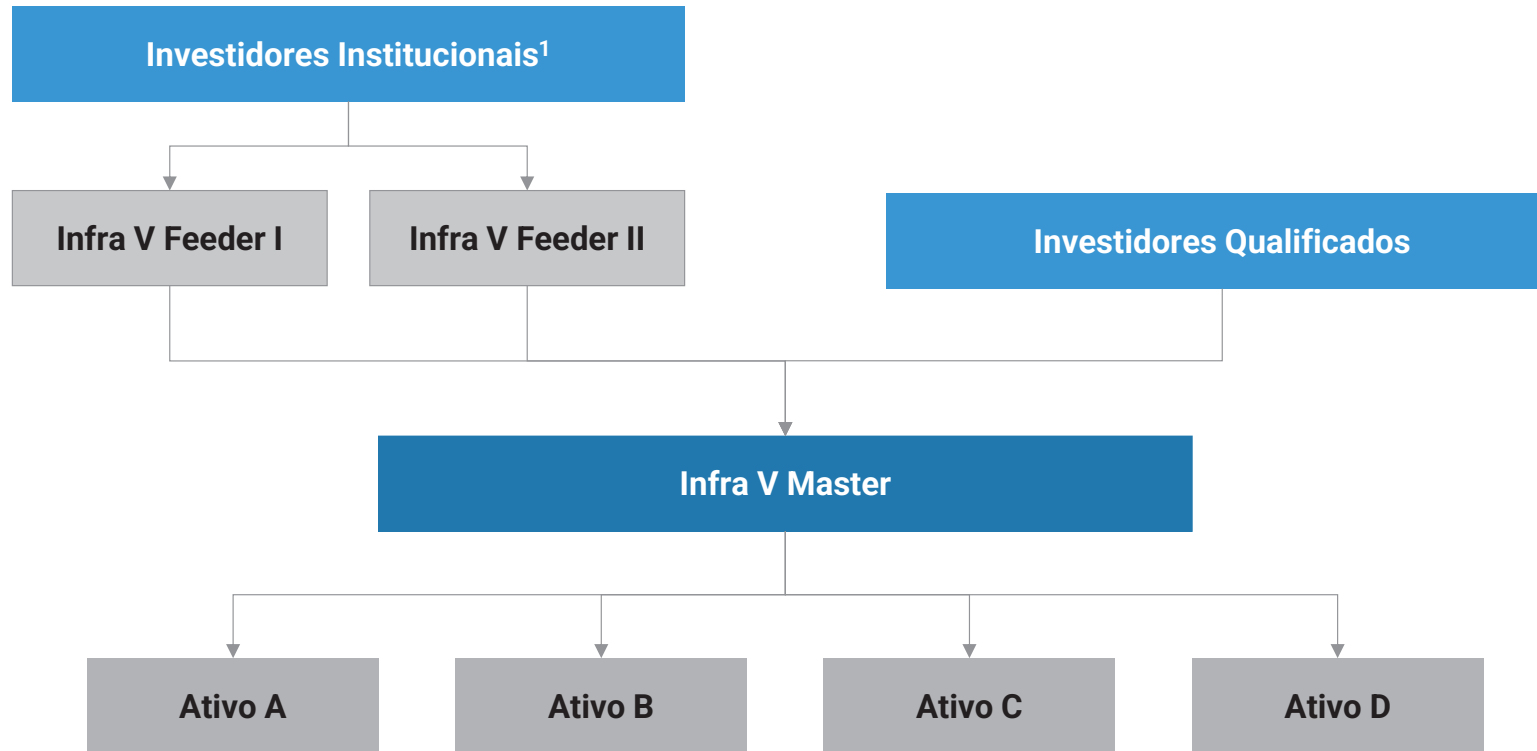 Investidores Institucionais¹
Infra V Feeder I
Infra V Feeder II
Investidores Qualificados
Infra V Master
Ativo A
Ativo B
Ativo C
Ativo D